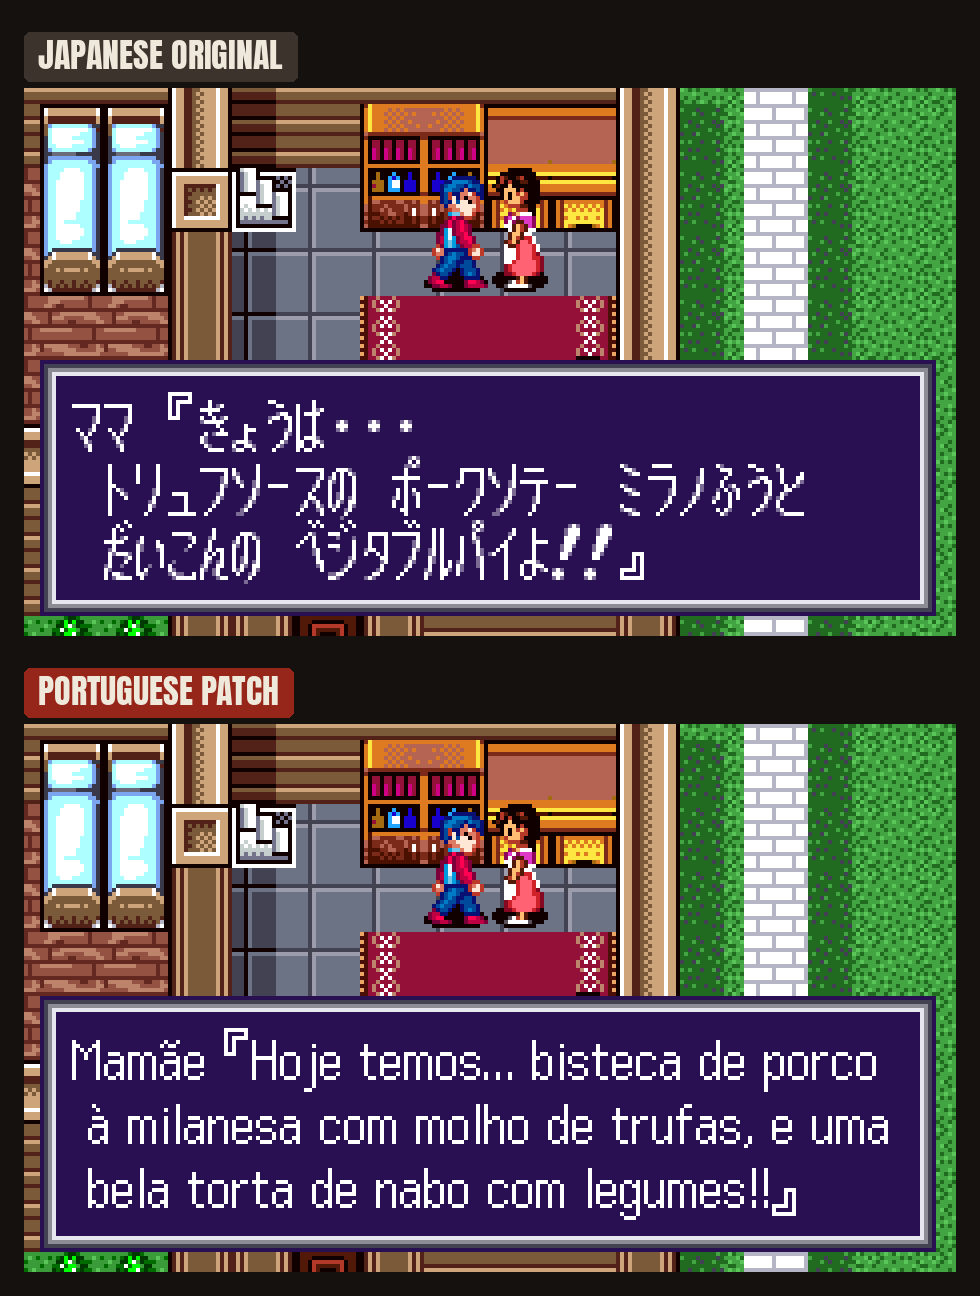 JAPANESE ORIGINAL
ママ『きょうは・・・
トリュフソースの ポークソテー ミラノふうと
だいこんの ベジタブルパイよ!!』
PORTUGUESE PATCH
Mamãe『Hoje temos... bisteca de porco
à milanesa com molho de trufas, e uma
bela torta de nabo com legumes!!』